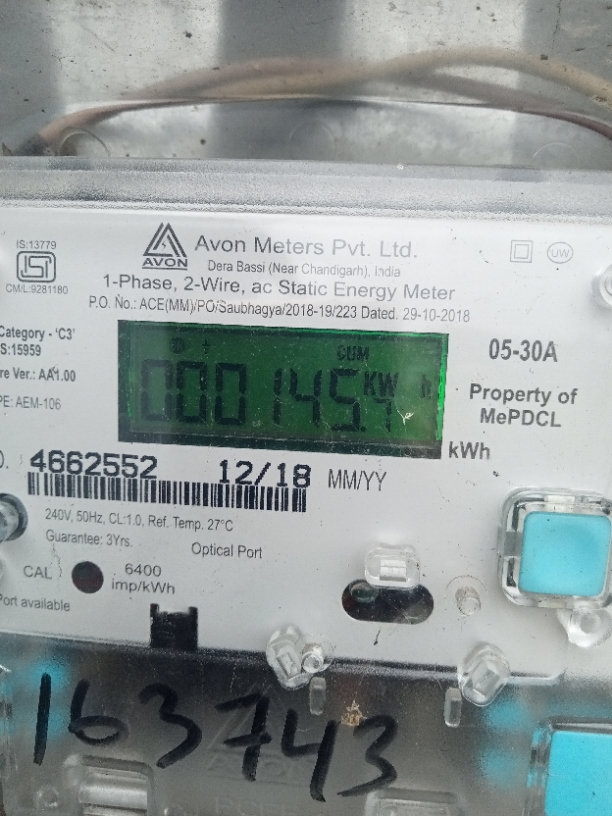 IS:13779
CM/L:9281180
AVON
Avon Meters Pvt. Ltd.
Dera Bassi (Near Chandigarh), India
UW
1-Phase, 2-Wire, ac Static Energy Meter
P.O. No.: ACE(MM)/PO/Saubhagya/2018-19/223 Dated. 29-10-2018
Category - 'C3'
S:15959
re Ver.: AA1.00
PE: AEM-106
CUM
000145.7 KW h
kWh
05-30A
Property of
MePDCL
4662552 12/18 MM/YY
240V, 50Hz, CL:1.0, Ref. Temp. 27°C
Guarantee: 3Yrs.
Optical Port
CAL
6400
imp/kWh
Port available
163743
AVON